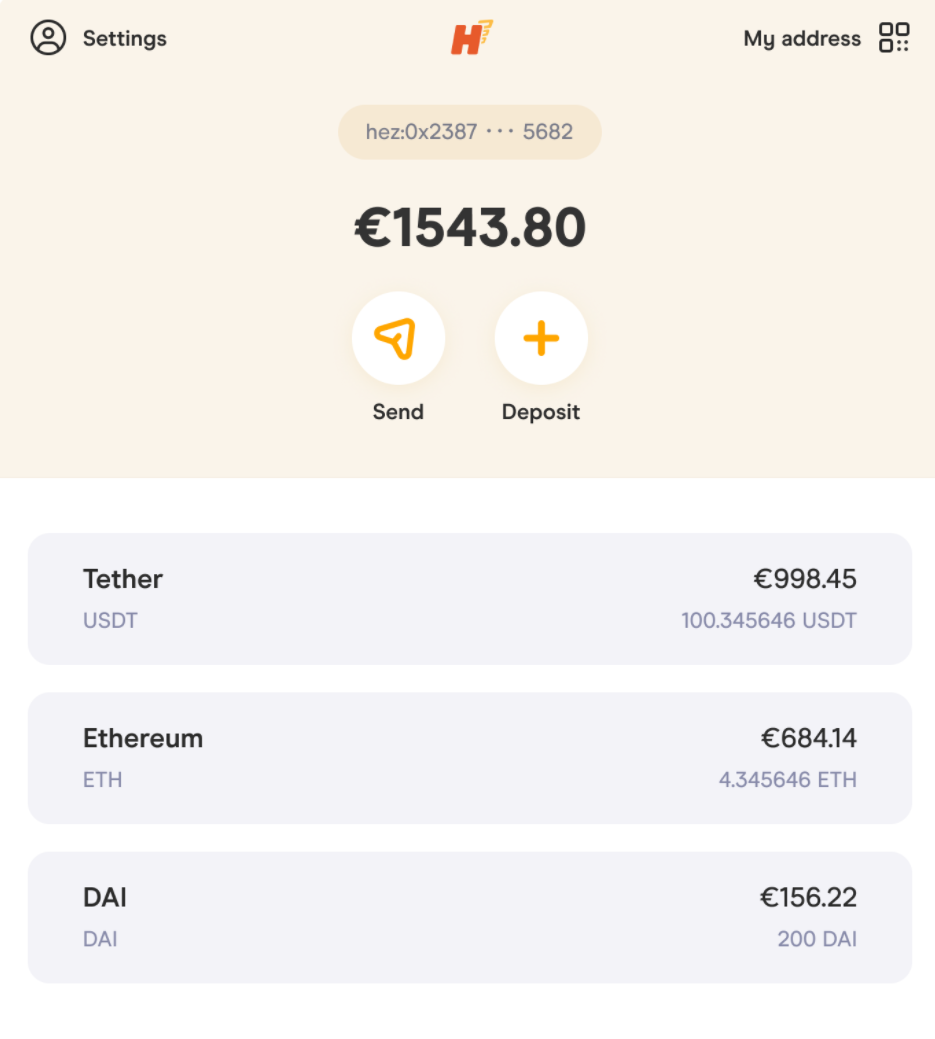 Settings
My address
hez:0x2387 ··· 5682
€1543.80
Send
Deposit
Tether
€998.45
USDT
100.345646 USDT
Ethereum
€684.14
ETH
4.345646 ETH
DAI
€156.22
DAI
200 DAI